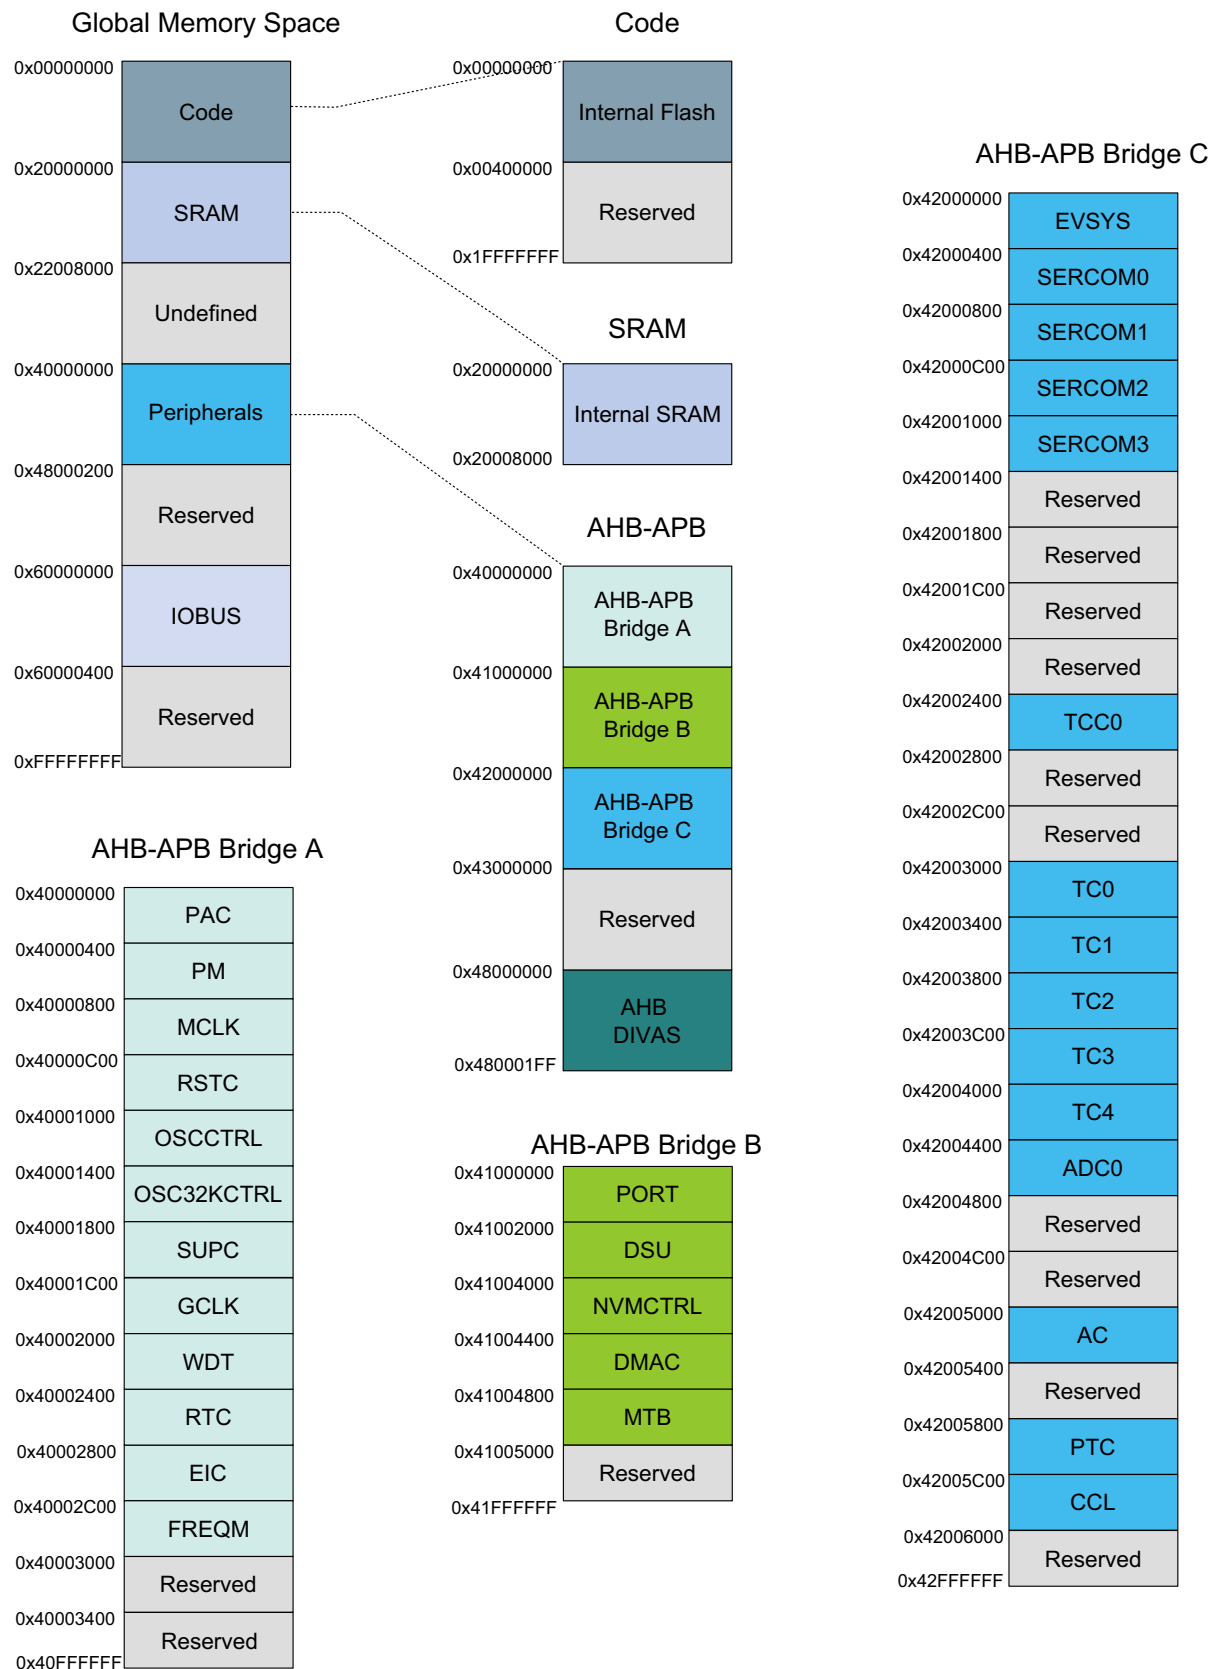 Global Memory Space
0x00000000
Code
0x20000000
SRAM
0x22008000
Undefined
0x40000000
Peripherals
0x48000200
Reserved
0x60000000
IOBUS
0x60000400
Reserved
0xFFFFFFFF
Code
0x00000000
Internal Flash
0x00400000
Reserved
0x1FFFFFFF
SRAM
0x20000000
Internal SRAM
0x20008000
AHB-APB
0x40000000
AHB-APB
Bridge A
0x41000000
AHB-APB
Bridge B
0x42000000
AHB-APB
Bridge C
0x43000000
Reserved
0x48000000
AHB
DIVAS
0x480001FF
AHB-APB Bridge A
0x40000000
PAC
0x40000400
PM
0x40000800
MCLK
0x40000C00
RSTC
0x40001000
OSCCTRL
0x40001400
OSC32KCTRL
0x40001800
SUPC
0x40001C00
GCLK
0x40002000
WDT
0x40002400
RTC
0x40002800
EIC
0x40002C00
FREQM
0x40003000
Reserved
0x40003400
Reserved
0x40FFFFFF
AHB-APB Bridge B
0x41000000
PORT
0x41002000
DSU
0x41004000
NVMCTRL
0x41004400
DMAC
0x41004800
MTB
0x41005000
Reserved
0x41FFFFFF
AHB-APB Bridge C
0x42000000
EVSYS
0x42000400
SERCOM0
0x42000800
SERCOM1
0x42000C00
SERCOM2
0x42001000
SERCOM3
0x42001400
Reserved
0x42001800
Reserved
0x42001C00
Reserved
0x42002000
Reserved
0x42002400
TCC0
0x42002800
Reserved
0x42002C00
Reserved
0x42003000
TC0
0x42003400
TC1
0x42003800
TC2
0x42003C00
TC3
0x42004000
TC4
0x42004400
ADC0
0x42004800
Reserved
0x42004C00
Reserved
0x42005000
AC
0x42005400
Reserved
0x42005800
PTC
0x42005C00
CCL
0x42006000
Reserved
0x42FFFFFF